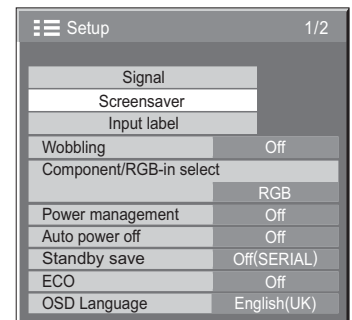 Setup 1/2
Signal
Screensaver
Input label
Wobbling Off
Component/RGB-in select
RGB
Power management Off
Auto power off Off
Standby save Off(SERIAL)
ECO Off
OSD Language English(UK)